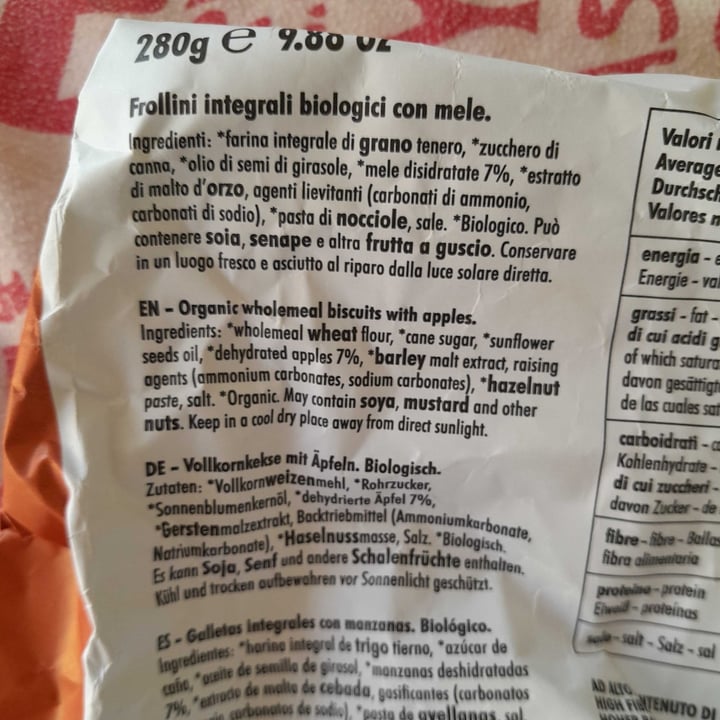 280g e 9.88 oz
Frollini integrali biologici con mele.
Ingredienti: *farina integrale di grano tenero, *zucchero di
canna, *olio di semi di girasole, *mele disidratate 7%, *estratto
di malto d'orzo, agenti lievitanti (carbonati di ammonio,
carbonati di sodio), *pasta di nocciole, sale. *Biologico. Può
contenere soia, senape e altra frutta a guscio. Conservare
in un luogo fresco e asciutto al riparo dalla luce solare diretta.
EN - Organic wholemeal biscuits with apples.
Ingredients: *wholemeal wheat flour, *cane sugar, *sunflower
seeds oil, *dehydrated apples 7%, *barley malt extract, raising
agents (ammonium carbonates, sodium carbonates), *hazelnut
paste, salt. *Organic. May contain soya, mustard and other
nuts. Keep in a cool dry place away from direct sunlight.
DE - Vollkornkekse mit Äpfeln. Biologisch.
Zutaten: *Vollkornweizenmehl, *Rohrzucker,
*Sonnenblumenkernöl, *dehydrierte Äpfel 7%,
*Gerstenmalzextrakt, Backtriebmittel (Ammoniumkarbonate,
Natriumkarbonate), *Haselnussmasse, Salz. *Biologisch.
Es kann Soja, Senf und andere Schalenfrüchte enthalten.
Kühl und trocken aufbewahren vor Sonnenlicht geschützt.
ES - Galletas integrales con manzanas. Biológico.
Ingredientes: *harina integral de trigo tierno, *azúcar de
caña, *aceite de semilla de girasol, *manzanas deshidratadas
7%, *extracto de malta de cebada, gasificantes (carbonatos
carbonatos de sodio), *pasta de avellanas, sal.
Valori
Average
Durchsch
Valores
energia -
Energie - va
grassi - fat -
di cui acidi g
of which satura
davon gesättigt
de las cuales sat
carboidrati -
Kohlenhydrate -
di cui zuccheri -
davon Zucker - de
fibre - fibre - Ballas
fibra alimentaria
proteine - protein
Eiweiß - proteínas
sale - salt - Salz - sal
AD ALTO
HIGH FI TENUTO DI